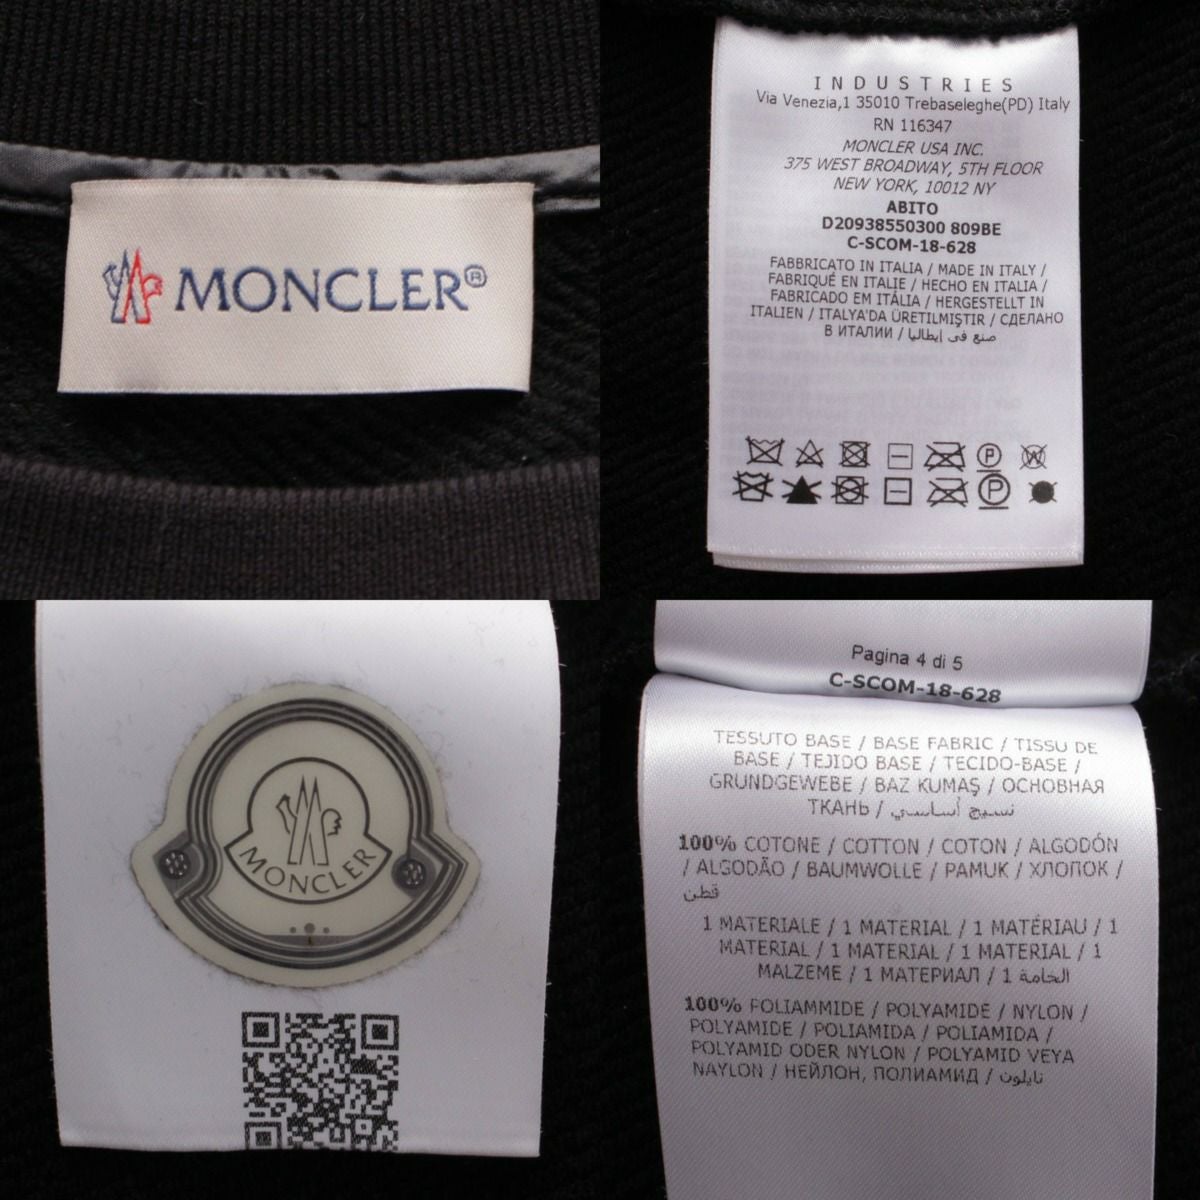 MONCLER®
INDUSTRIES
Via Venezia,1 35010 Trebaseleghe(PD) Italy
RN 116347
MONCLER USA INC.
375 WEST BROADWAY, 5TH FLOOR
NEW YORK, 10012 NY
ABITO
D20938550300 809BE
C-SCOM-18-628
FABBRICATO IN ITALIA / MADE IN ITALY /
FABRIQUÉ EN ITALIE / HECHO EN ITALIA /
FABRICADO EM ITÁLIA / HERGESTELLT IN
ITALIEN / ITALYA'DA ÜRETILMIŞTIR / СДЕЛАНО
В ИТАЛИИ / صنع في إيطاليا
P W
P
MONCLER
Pagina 4 di 5
C-SCOM-18-628
TESSUTO BASE / BASE FABRIC / TISSU DE
BASE / TEJIDO BASE / TECIDO-BASE /
GRUNDGEWEBE / BAZ KUMAŞ / ОСНОВНАЯ
ТКАНЬ / نسيج أساسي
100% COTONE / COTTON / COTON / ALGODÓN
/ ALGODÃO / BAUMWOLLE / PAMUK / ХЛОПОК /
قطن
1 MATERIALE / 1 MATERIAL / 1 MATÉRIAU / 1
MATERIAL / 1 MATERIAL / 1 MATERIAL / 1
MALZEME / 1 МАТЕРИАЛ / 1 الخامة
100% FOLIAMMIDE / POLYAMIDE / NYLON /
POLYAMIDE / POLIAMIDA / POLIAMIDA /
POLYAMID ODER NYLON / POLYAMID VEYA
NAYLON / НЕЙЛОН, ПОЛИАМИД / نايلون